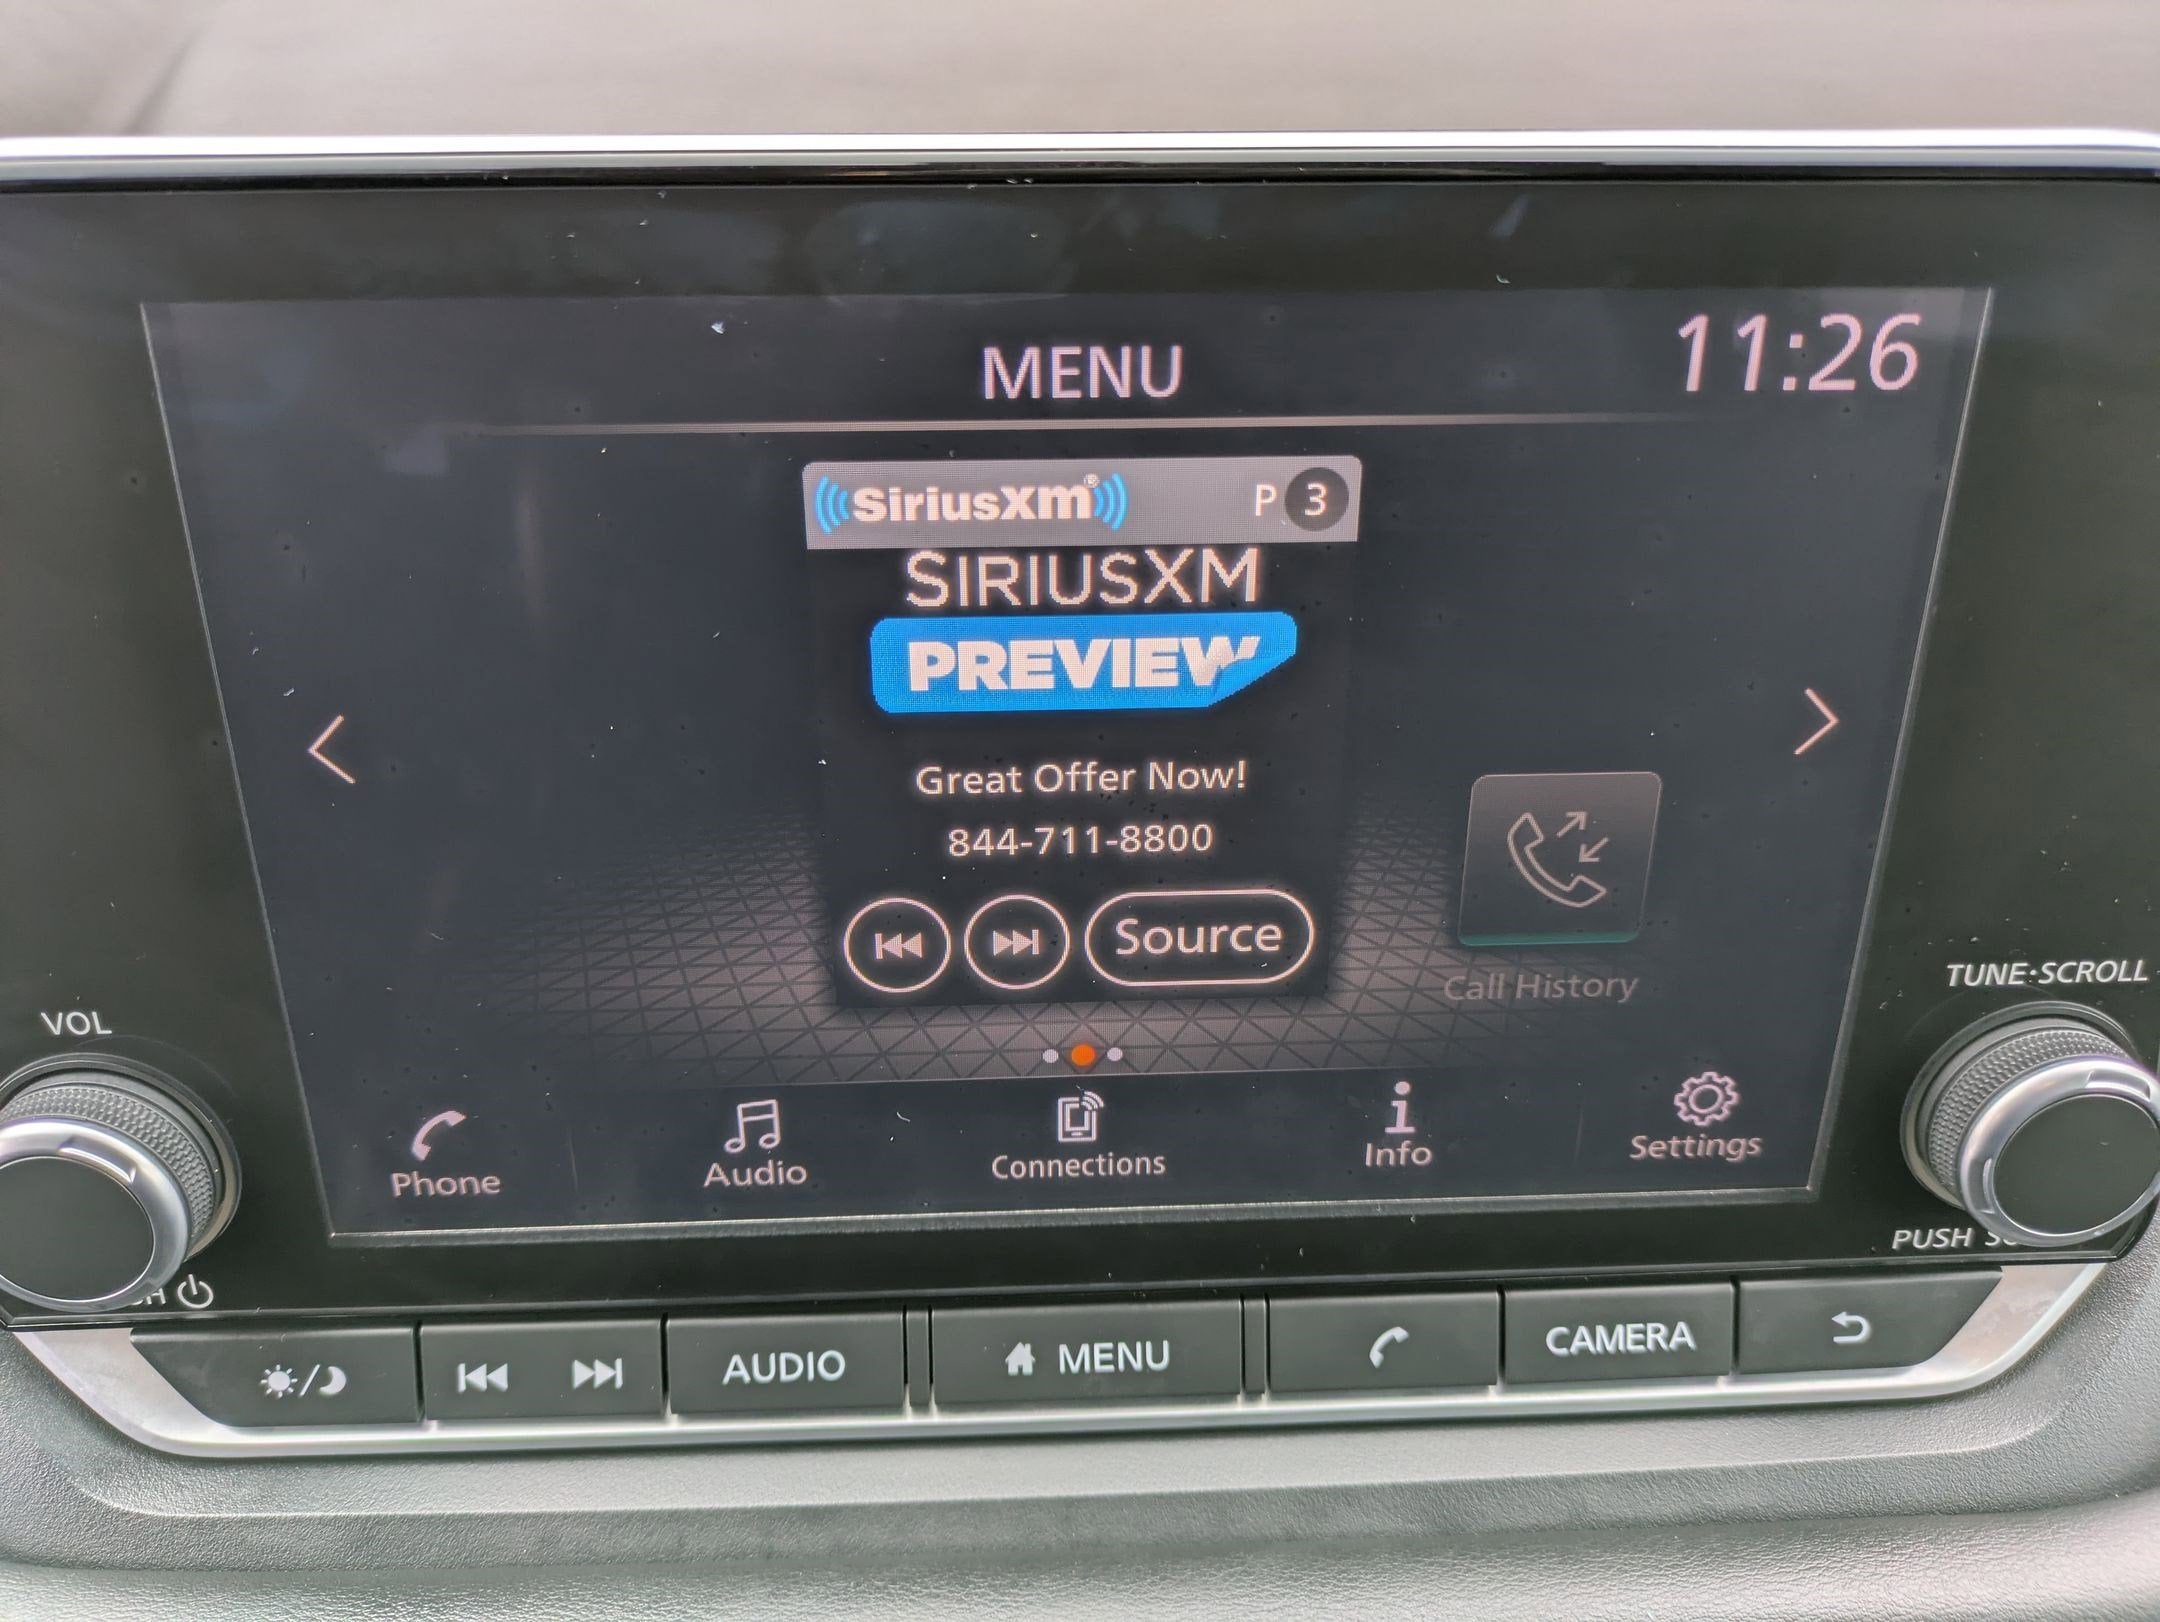 MENU
11:26
SiriusXm® P 3
SIRIUSXM
PREVIEW
Great Offer Now!
844-711-8800
Source
Call History
Phone
Audio
Connections
Info
Settings
VOL
TUNE·SCROLL
PUSH
AUDIO
MENU
CAMERA